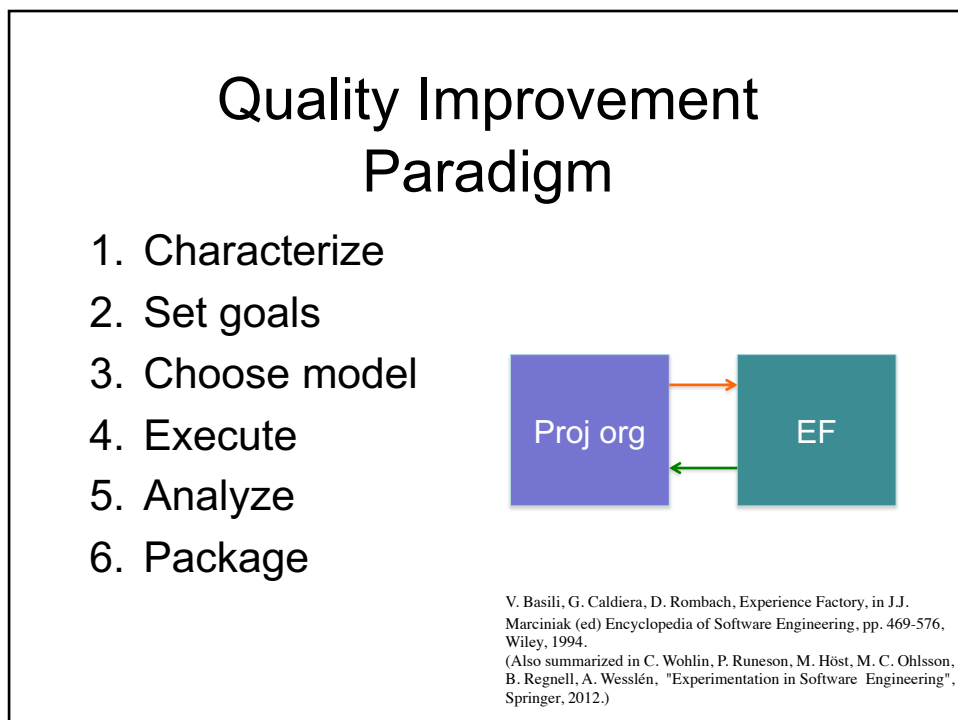 Quality Improvement
Paradigm
1. Characterize
2. Set goals
3. Choose model
4. Execute
5. Analyze
6. Package
Proj org
EF
V. Basili, G. Caldiera, D. Rombach, Experience Factory, in J.J.
Marciniak (ed) Encyclopedia of Software Engineering, pp. 469-576,
Wiley, 1994.
(Also summarized in C. Wohlin, P. Runeson, M. Höst, M. C. Ohlsson,
B. Regnell, A. Wesslén, "Experimentation in Software Engineering",
Springer, 2012.)